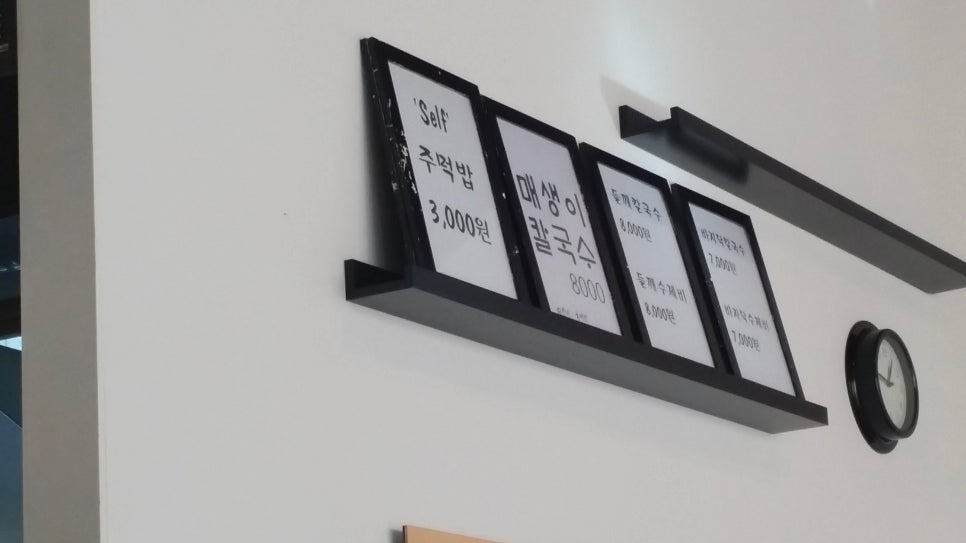 'Self'
주먹밥
3,000원
매생이
칼국수
8000
들깨칼국수
8,000원
들깨수제비
8,000원
바지락칼국수
7,000원
바지락수제비
7,000원